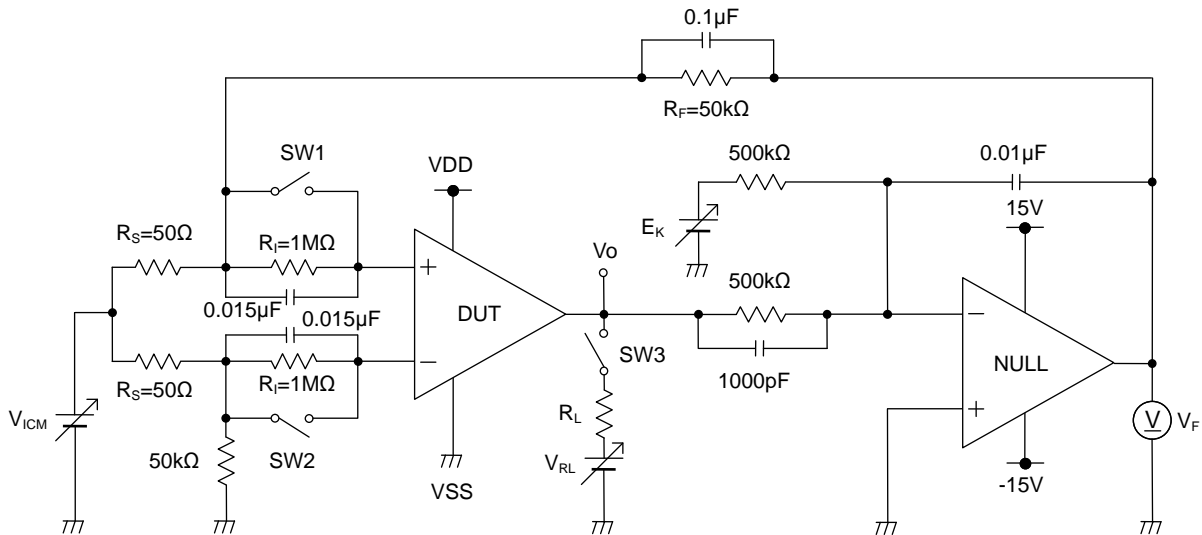 0.1µF
RF=50kΩ
SW1
VDD
500kΩ
0.01µF
15V
EK
RS=50Ω
RI=1MΩ
Vo
500kΩ
+
0.015µF
0.015µF
DUT
−
NULL
SW3
1000pF
RS=50Ω
RI=1MΩ
−
+
V
VF
RL
VICM
SW2
50kΩ
VRL
-15V
VSS